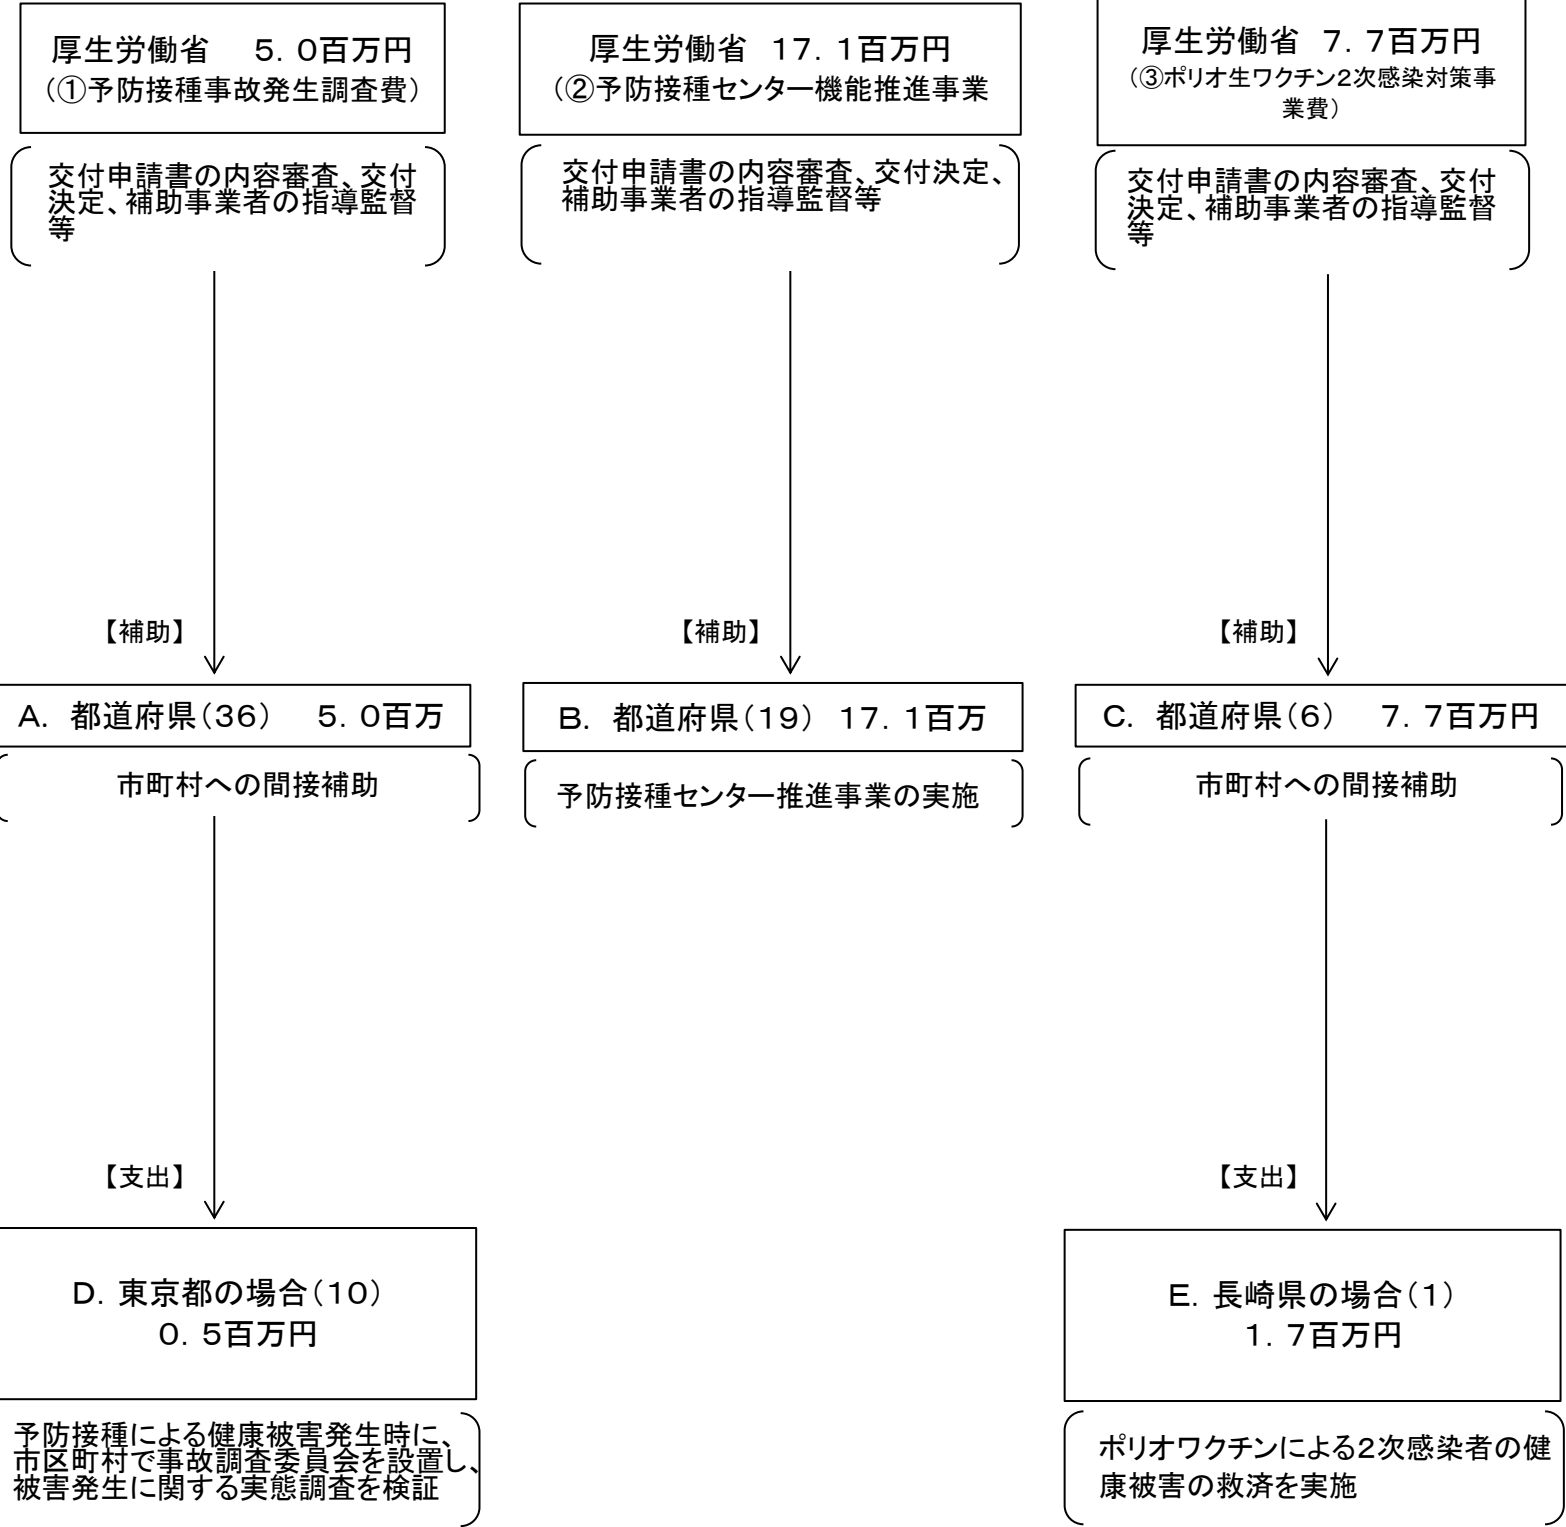 厚生労働省　5．0百万円
（①予防接種事故発生調査費）
交付申請書の内容審査、交付
決定、補助事業者の指導監督
等
【補助】
A.　都道府県（36）　5．0百万
市町村への間接補助
【支出】
D．東京都の場合（10）
0．5百万円
予防接種による健康被害発生時に、
市区町村で事故調査委員会を設置し、
被害発生に関する実態調査を検証
厚生労働省　17．1百万円
（②予防接種センター機能推進事業
交付申請書の内容審査、交付決定、
補助事業者の指導監督等
【補助】
B.　都道府県（19）　17．1百万
予防接種センター推進事業の実施
厚生労働省　7．7百万円
（③ポリオ生ワクチン2次感染対策事
業費）
交付申請書の内容審査、交付
決定、補助事業者の指導監督
等
【補助】
C.　都道府県（6）　7．7百万円
市町村への間接補助
【支出】
E．長崎県の場合（1）
1．7百万円
ポリオワクチンによる2次感染者の健
康被害の救済を実施